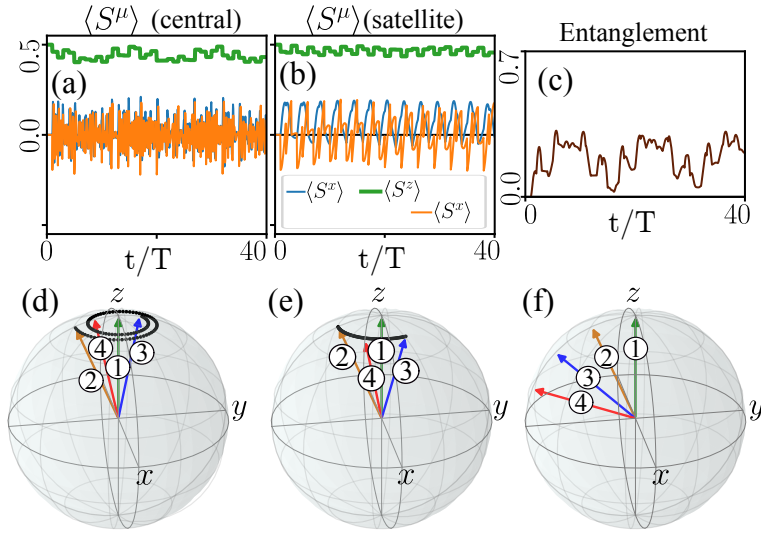 ⟨S^μ⟩ (central)
⟨S^μ⟩ (satellite)
Entanglement
0.5
0.0
(a)
0
40
t/T
(b)
⟨S^x⟩
⟨S^z⟩
⟨S^x⟩
0
40
t/T
0.7
0.0
(c)
0
40
t/T
(d)
z
y
x
4
1
3
2
(e)
z
y
x
2
1
4
3
(f)
z
y
x
2
1
3
4